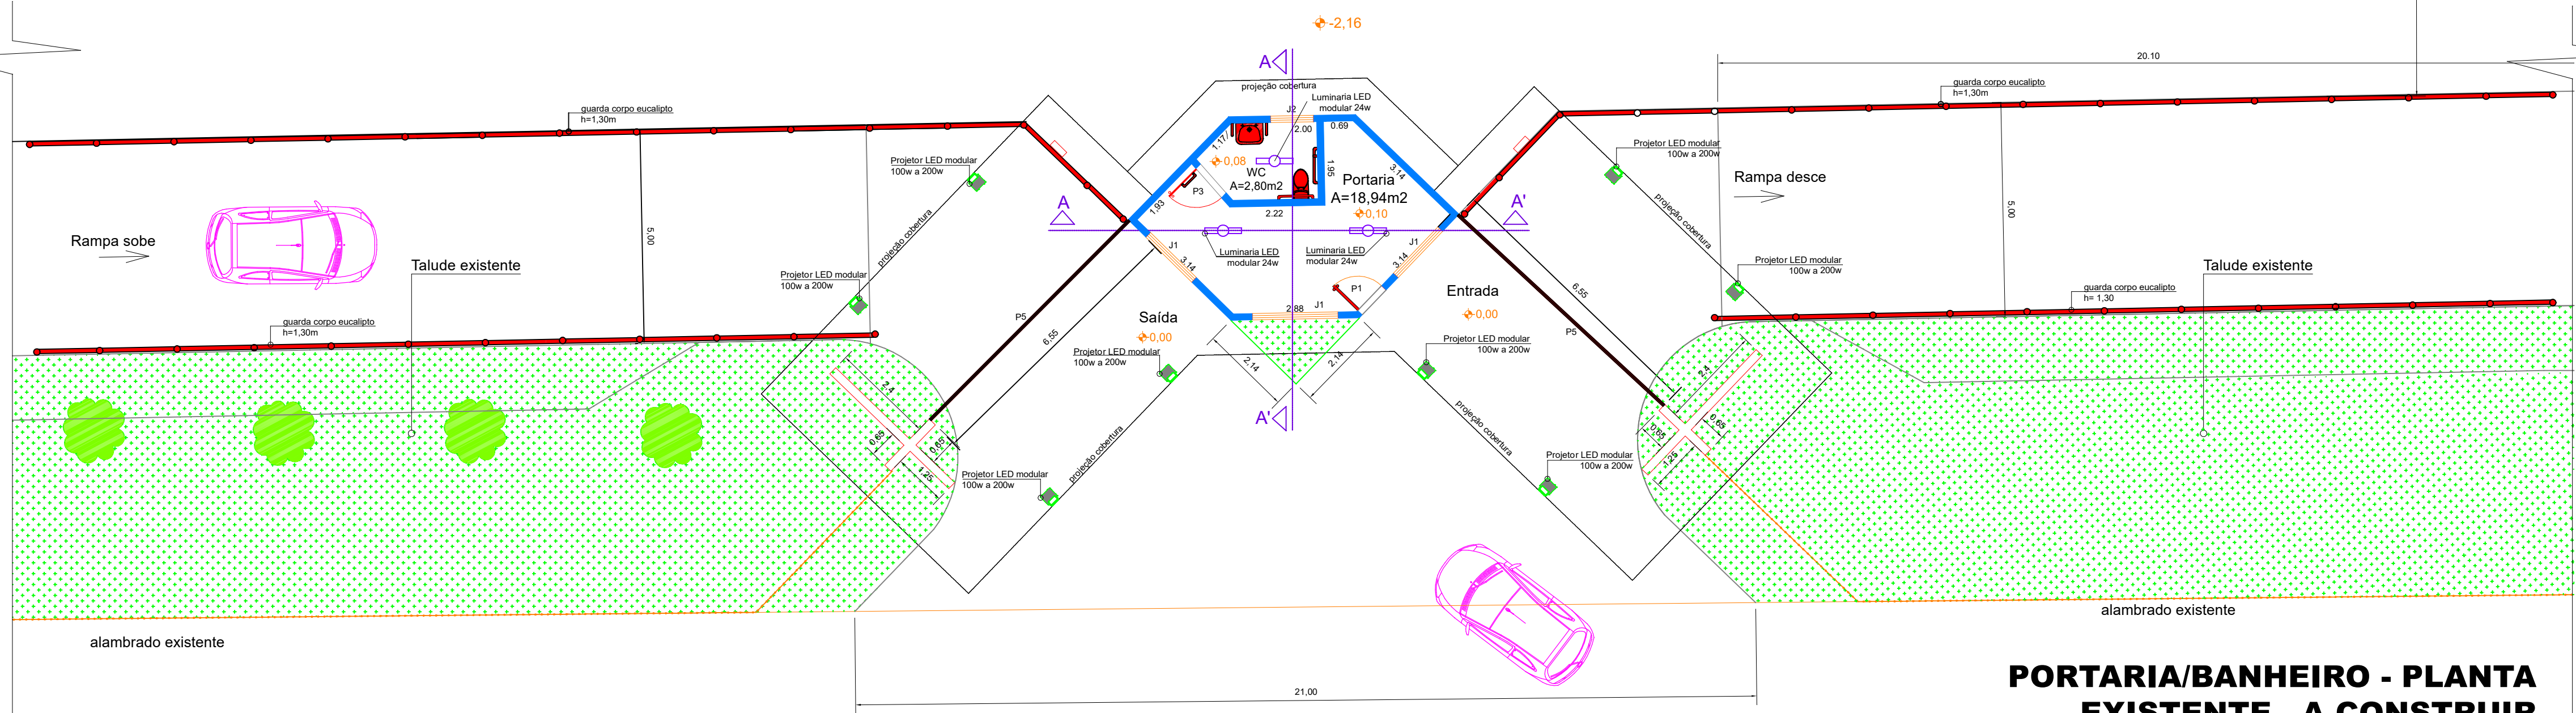 -2,16
A
20.10
projeção cobertura
guarda corpo eucalipto
h=1,30m
Luminaria LED
modular 24w
guarda corpo eucalipto
h=1,30m
J2
2.00
0.69
1.17
Projetor LED modular
100w a 200w
0,08
WC
A=2,80m2
1.95
3.14
Portaria
A=18,94m2
0,10
Projetor LED modular
100w a 200w
Rampa desce
P3
1,93
2.22
A
A'
projeção cobertura
projeção cobertura
5,00
5,00
Rampa sobe
Talude existente
J1
3.14
Luminaria LED
modular 24w
Luminaria LED
modular 24w
J1
3.14
Projetor LED modular
100w a 200w
Projetor LED modular
100w a 200w
Talude existente
P1
J1
2,88
Entrada
0,00
6,55
P5
guarda corpo eucalipto
h= 1,30
guarda corpo eucalipto
h=1,30m
P5
6,55
Saída
0,00
Projetor LED modular
100w a 200w
Projetor LED modular
100w a 200w
2,14
2,14
2,4
2,4
A'
0,65
0,65
1,25
0,65
0,65
1,25
projeção cobertura
projeção cobertura
Projetor LED modular
100w a 200w
Projetor LED modular
100w a 200w
alambrado existente
alambrado existente
21,00
PORTARIA/BANHEIRO - PLANTA
EXISTENTE - A CONSTRUIR